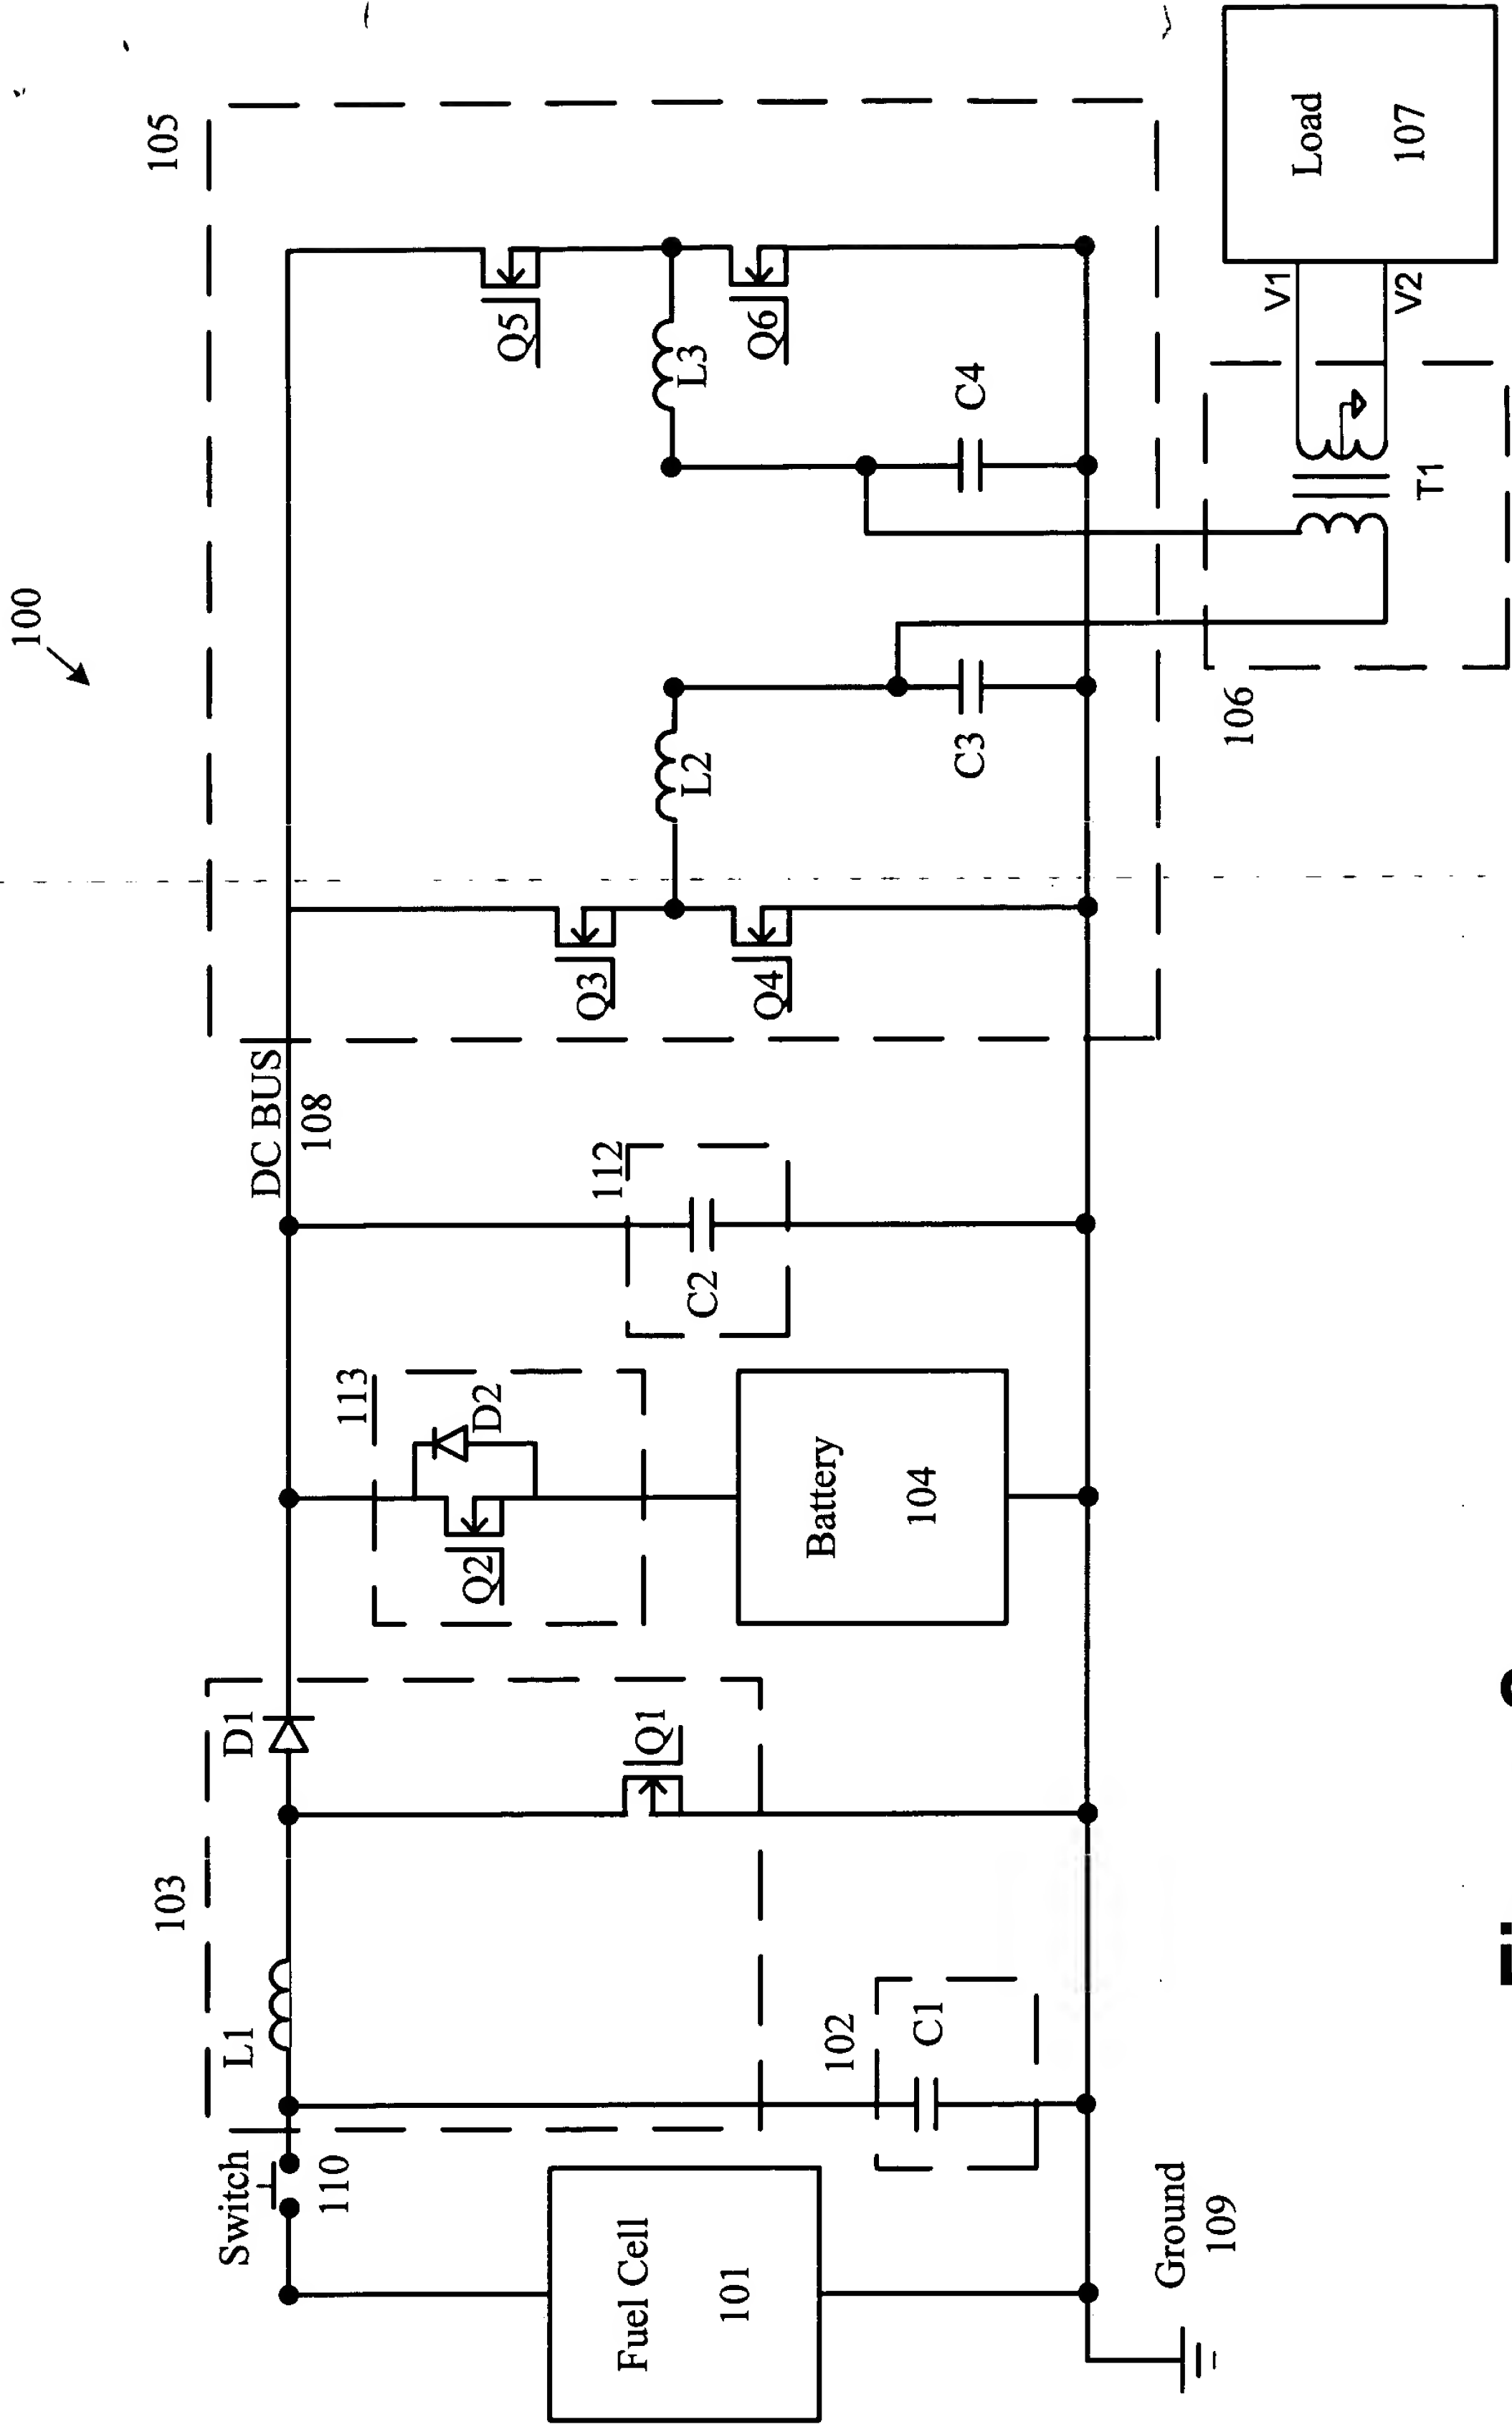 100
105
103
Switch
110
L1
D1
DC BUS
108
113
D2
Q2
112
C2
Q1
102
C1
Fuel Cell
101
Battery
104
Q3
Q4
L2
C3
Q5
Q6
L3
C4
Ground
109
106
T1
V1
V2
Load
107